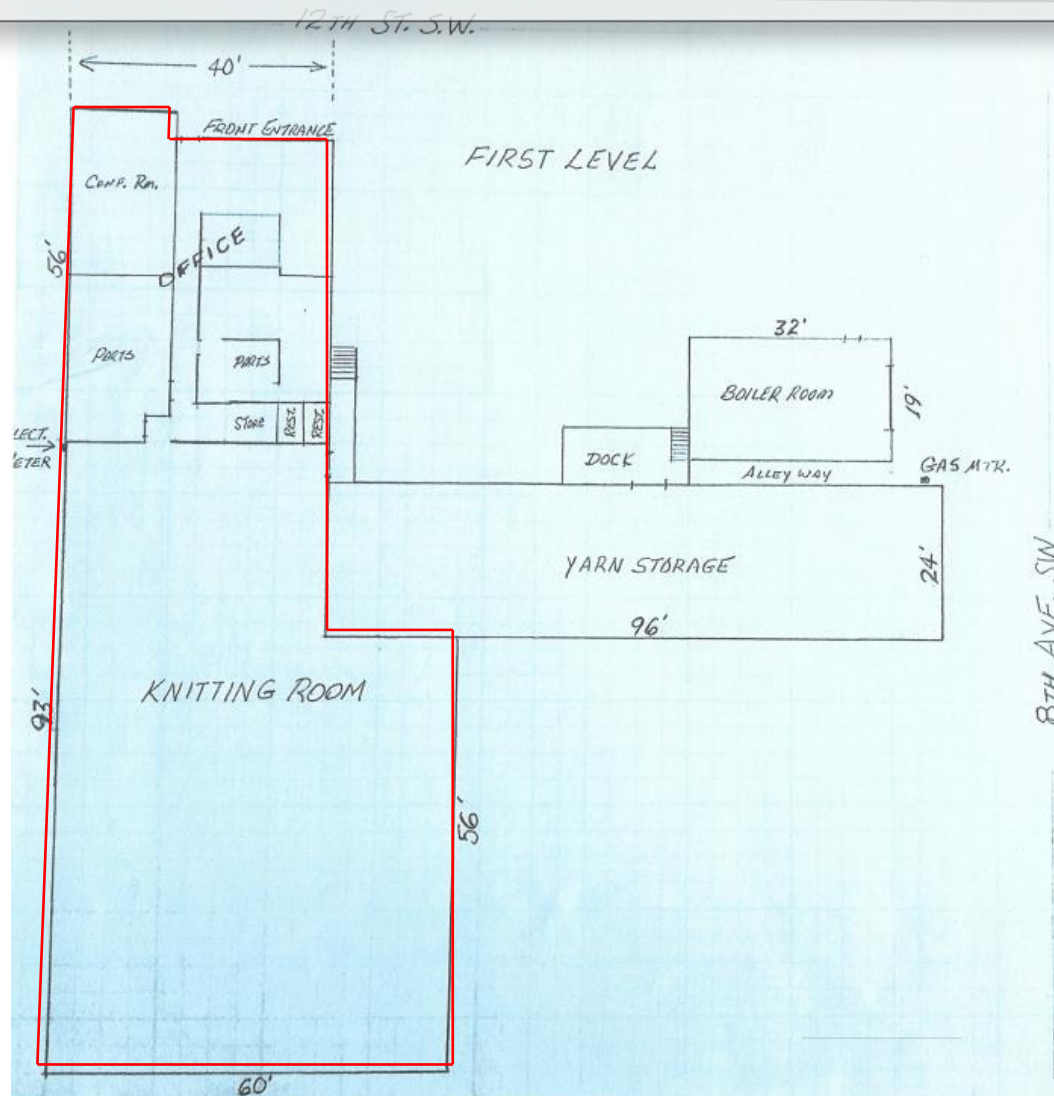 12TH ST. S.W.
40'
FRONT ENTRANCE
FIRST LEVEL
CONF. RM.
OFFICE
56'
32'
PARTS
PARTS
BOILER ROOM
19'
STORE
REST.
REST.
LECT.
ETER
DOCK
ALLEY WAY
GAS MTR.
YARN STORAGE
24'
96'
8TH AVE. SW
KNITTING ROOM
93'
56'
60'